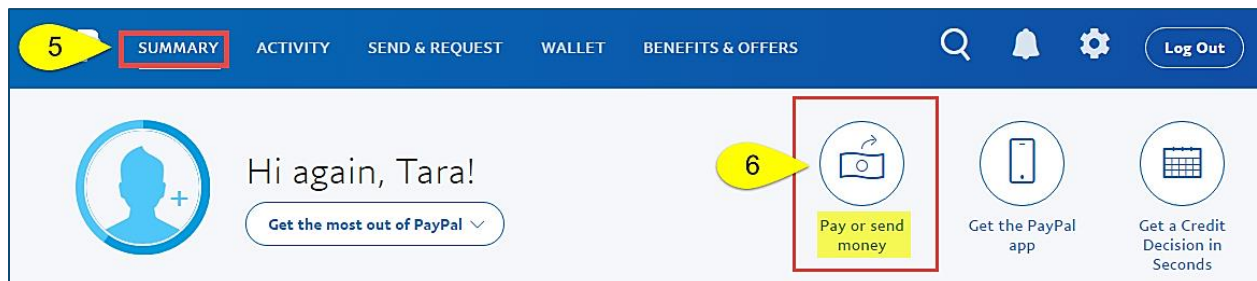 5
SUMMARY ACTIVITY SEND & REQUEST WALLET BENEFITS & OFFERS Log Out
Hi again, Tara!
Get the most out of PayPal
6
Pay or send
money
Get the PayPal
app
Get a Credit
Decision in
Seconds